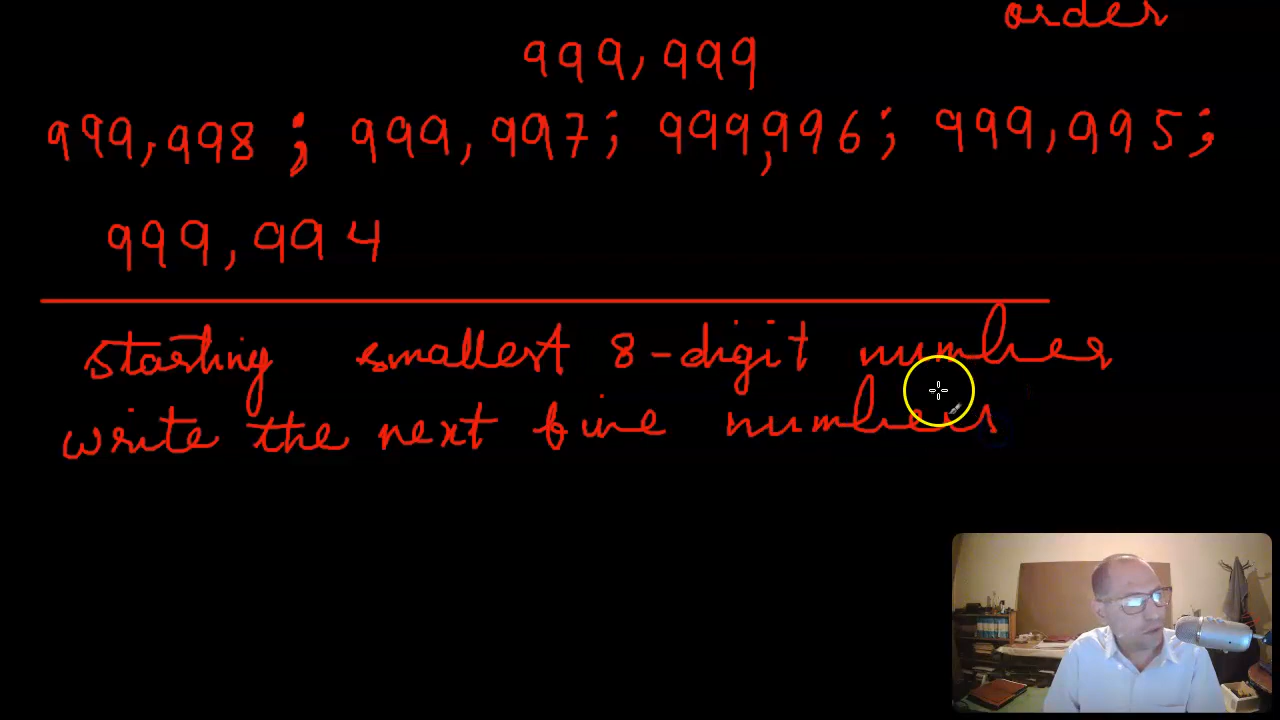 order
999,999
999,998 ; 999,997; 999,996; 999,995;
999,994
starting smallest 8-digit number
write the next five numbers